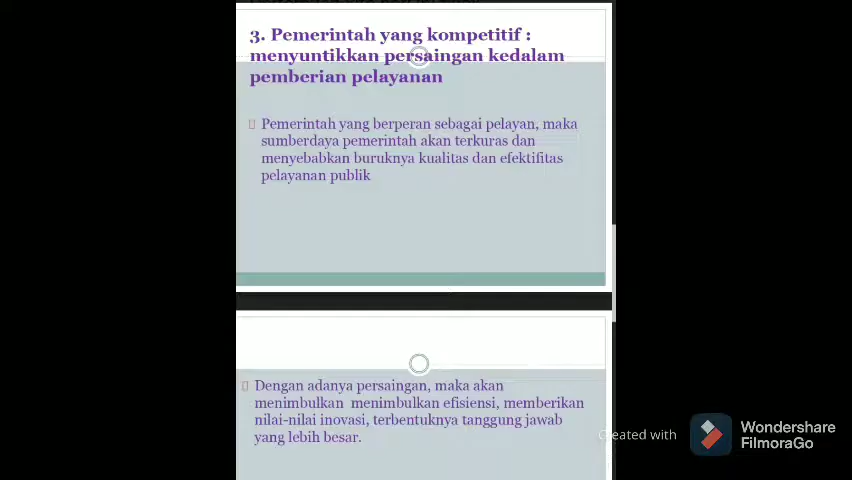 3. Pemerintah yang kompetitif :
menyuntikkan persaingan kedalam
pemberian pelayanan
Pemerintah yang berperan sebagai pelayan, maka
sumberdaya pemerintah akan terkuras dan
menyebabkan buruknya kualitas dan efektifitas
pelayanan publik
Dengan adanya persaingan, maka akan
menimbulkan menimbulkan efisiensi, memberikan
nilai-nilai inovasi, terbentuknya tanggung jawab
yang lebih besar.
Created with
Wondershare
FilmoraGo